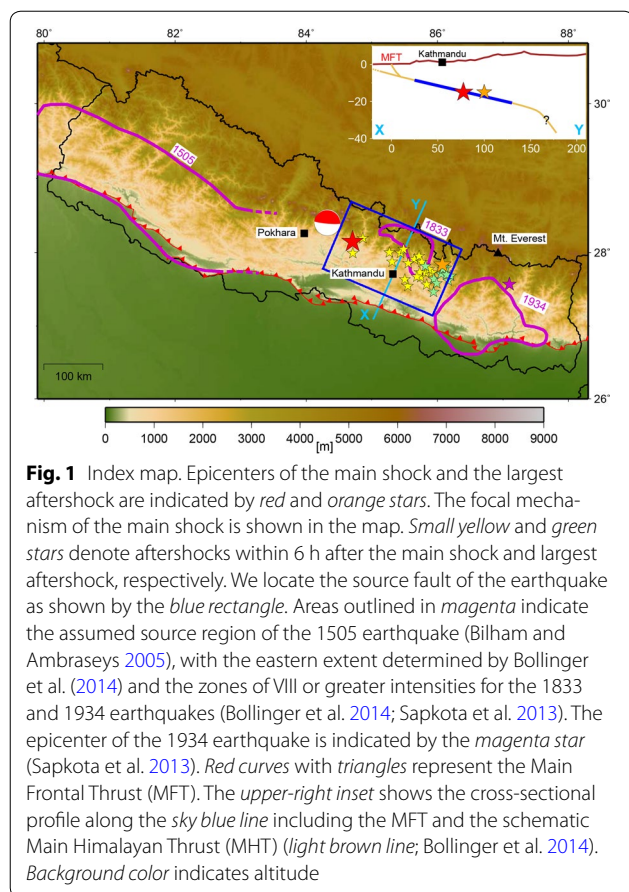 80°
82°
84°
86°
88°
MFT
Kathmandu
0
−20
−40
?
X
Y
0
50
100
150
200
30°
1505
Pokhara
Y
1833
Mt. Everest
28°
Kathmandu
X
1934
100 km
26°
0 1000 2000 3000 4000 5000 6000 7000 8000 9000
[m]
Fig. 1 Index map. Epicenters of the main shock and the largest
aftershock are indicated by red and orange stars. The focal mecha-
nism of the main shock is shown in the map. Small yellow and green
stars denote aftershocks within 6 h after the main shock and largest
aftershock, respectively. We locate the source fault of the earthquake
as shown by the blue rectangle. Areas outlined in magenta indicate
the assumed source region of the 1505 earthquake (Bilham and
Ambraseys 2005), with the eastern extent determined by Bollinger
et al. (2014) and the zones of VIII or greater intensities for the 1833
and 1934 earthquakes (Bollinger et al. 2014; Sapkota et al. 2013). The
epicenter of the 1934 earthquake is indicated by the magenta star
(Sapkota et al. 2013). Red curves with triangles represent the Main
Frontal Thrust (MFT). The upper-right inset shows the cross-sectional
profile along the sky blue line including the MFT and the schematic
Main Himalayan Thrust (MHT) (light brown line; Bollinger et al. 2014).
Background color indicates altitude